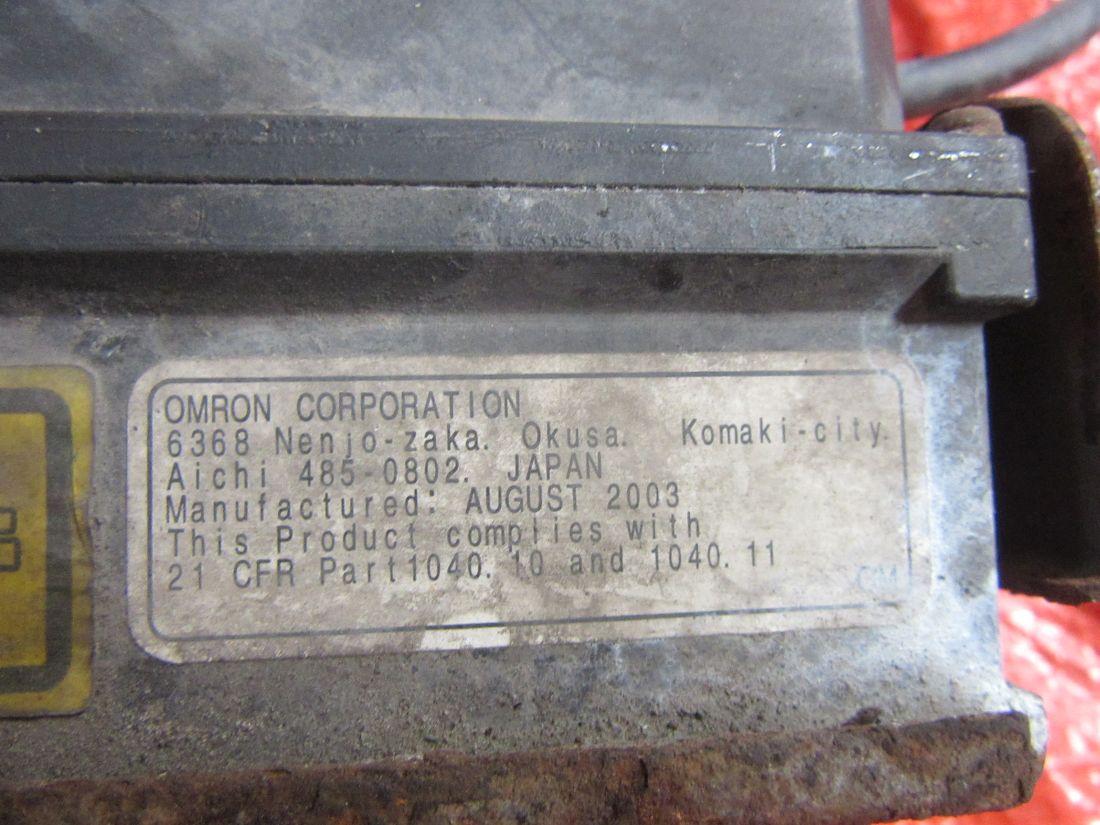 OMRON CORPORATION
6368 Nenjo-zaka. Okusa. Komaki-city.
Aichi 485-0802. JAPAN
Manufactured: AUGUST 2003
This Product complies with
21 CFR Part1040. 10 and 1040. 11